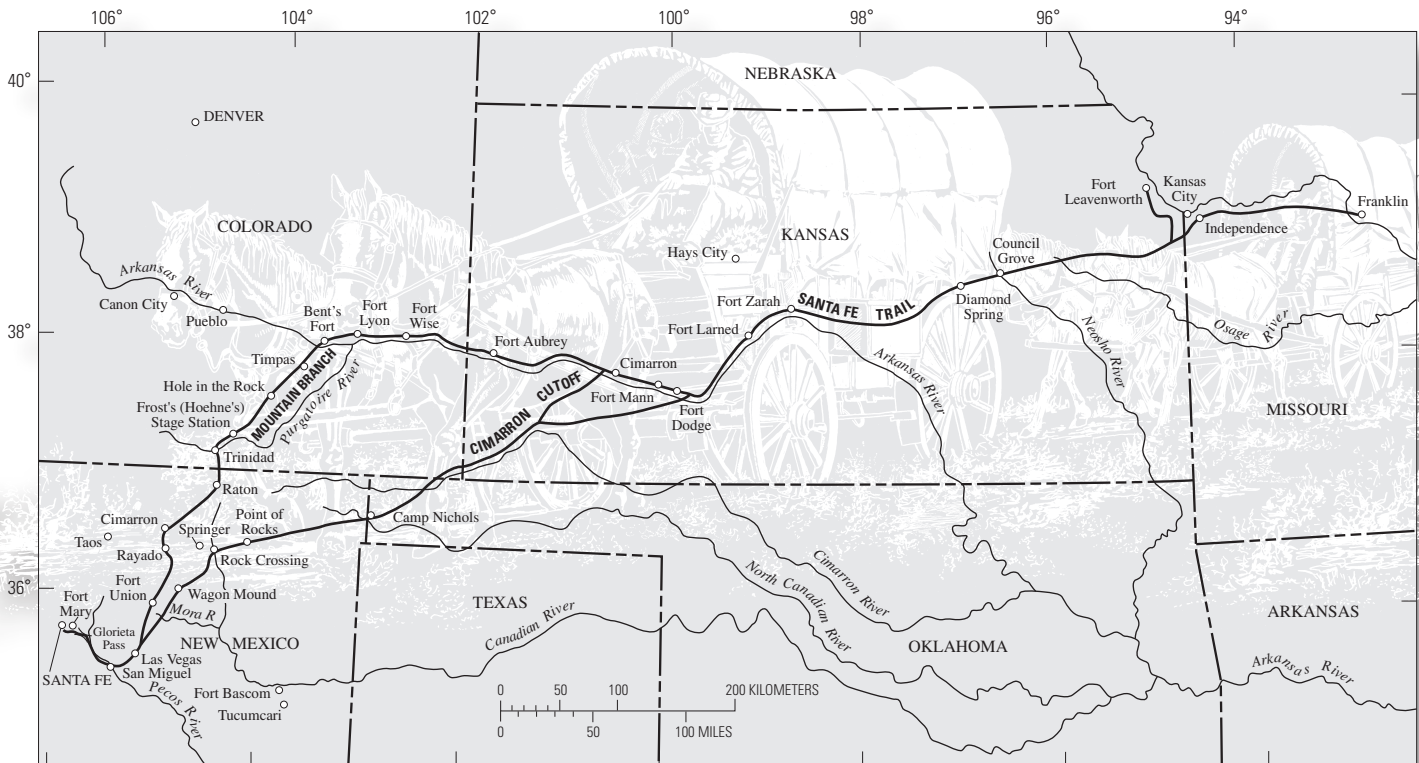 106°
104°
102°
100°
98°
96°
94°
40°
38°
36°
NEBRASKA
DENVER
COLORADO
KANSAS
Hays City
Fort
Leavenworth
Kansas
City
Independence
Franklin
Council
Grove
Diamond
Spring
SANTA FE TRAIL
Fort Zarah
Fort Larned
Arkansas River
Canon City
Pueblo
Bent's
Fort
Fort
Lyon
Fort
Wise
Timpas
Hole in the Rock
Frost's (Hoehne's)
Stage Station
MOUNTAIN BRANCH
Purgatoire River
Trinidad
Fort Aubrey
Cimarron
Fort Mann
Fort
Dodge
CIMARRON CUTOFF
Arkansas River
Neosho River
Osage River
MISSOURI
Raton
Cimarron
Taos
Rayado
Springer
Point of
Rocks
Rock Crossing
Camp Nichols
Fort
Union
Wagon Mound
Fort
Mary
Mora R
Glorieta
Pass
NEW MEXICO
Las Vegas
San Miguel
SANTA FE
Pecos River
Fort Bascom
Tucumcari
TEXAS
Canadian River
North Canadian River
Cimarron River
OKLAHOMA
ARKANSAS
Arkansas River
0 50 100 200 KILOMETERS
0 50 100 MILES